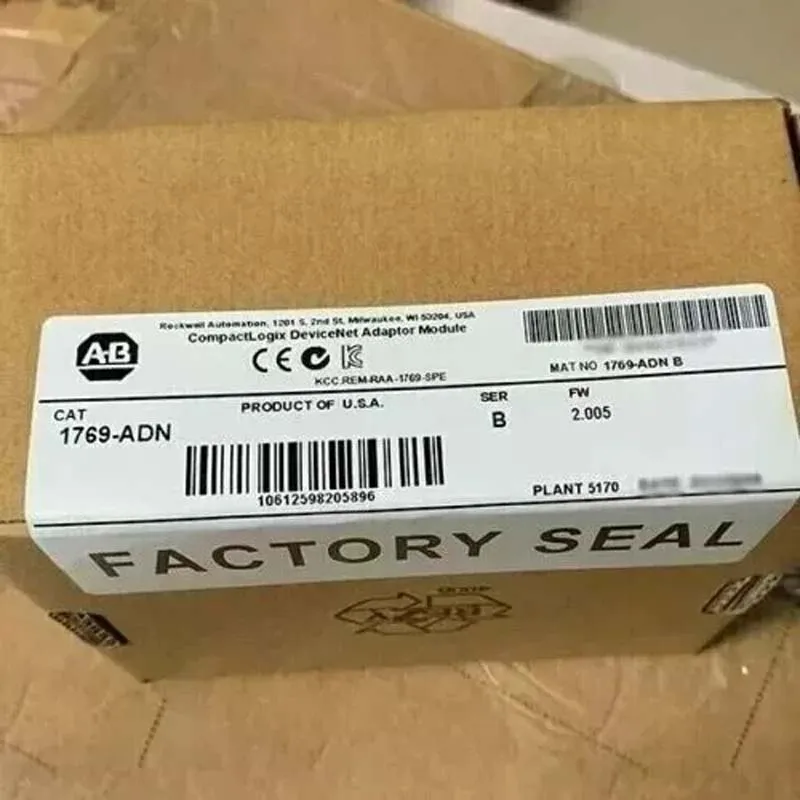 Rockwell Automation, 1201 S. 2nd St, Milwaukee, WI 53204, USA
CompactLogix DeviceNet Adaptor Module
A-B
CE
KCC.REM-RAA-1769-SPE
MAT NO 1769-ADN B
CAT
1769-ADN
PRODUCT OF U.S.A.
SER
B
FW
2.005
10612598205896
PLANT 5170
FACTORY SEAL